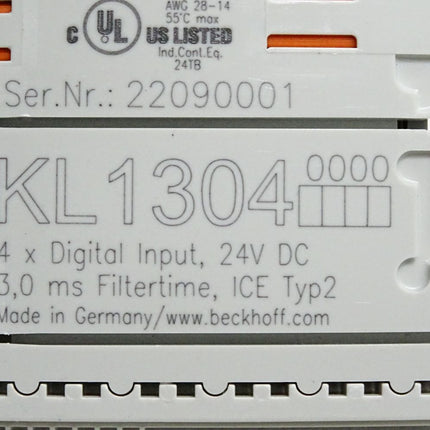 AWG 28-14
55°C max
c UL US LISTED
Ind.Cont.Eq.
24TB
Ser.Nr.: 22090001
0000
KL1304
4 x Digital Input, 24V DC
3,0 ms Filtertime, ICE Typ2
Made in Germany/www.beckhoff.com